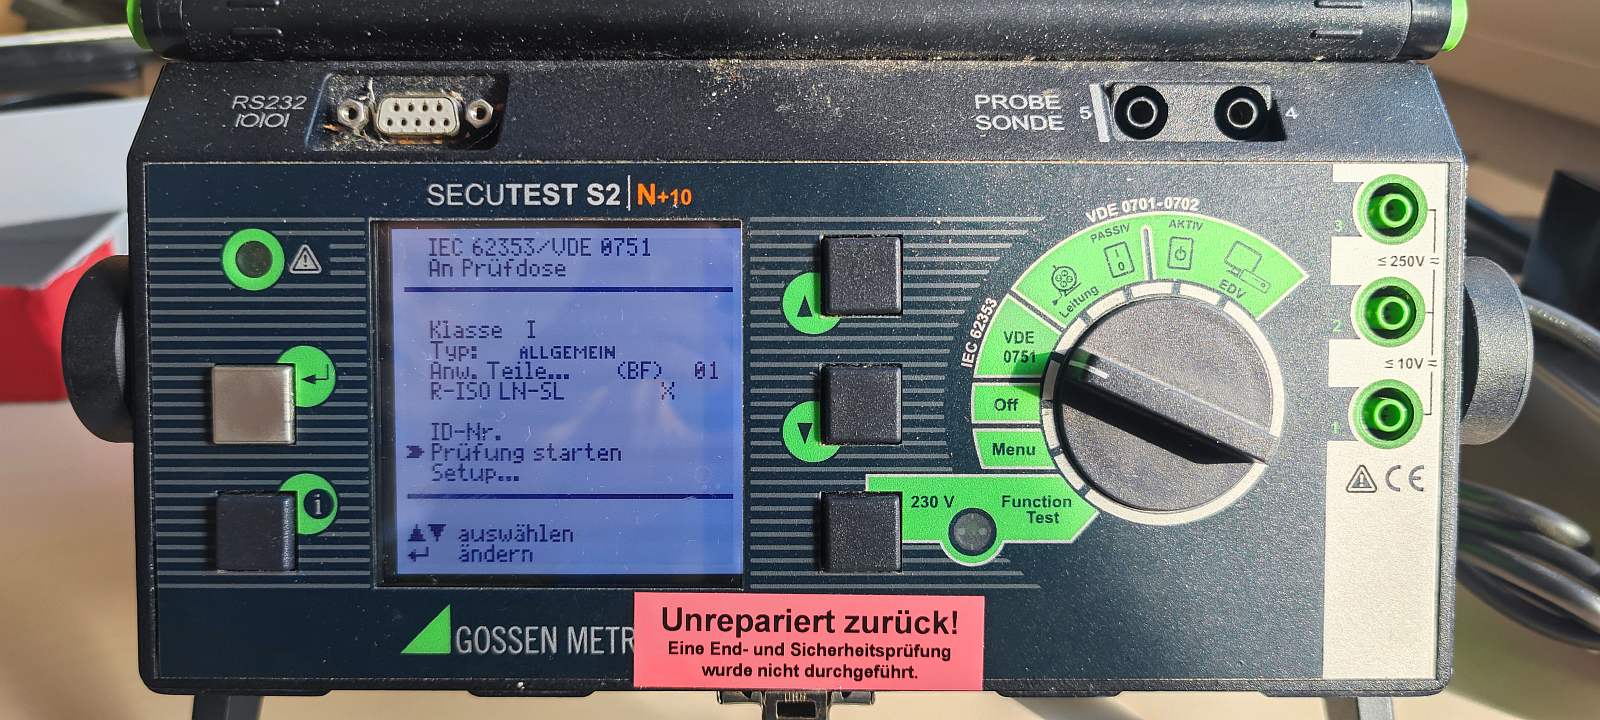 RS232
IOIOI
PROBE
SONDE
5
4
SECUTEST S2 N+10
IEC 62353/VDE 0751
An Prüfdose
Klasse I
Typ: ALLGEMEIN
Anw. Teile... (BF) 01
R-ISO LN-SL X
ID-Nr.
Prüfung starten
Setup...
auswählen
ändern
i
VDE 0701-0702
PASSIV
AKTIV
Leitung
EDV
IEC 62353
VDE
0751
Off
Menu
230 V
Function
Test
3
≤ 250V ≂
2
≤ 10V ≂
1
CE
GOSSEN METR
Unrepariert zurück!
Eine End- und Sicherheitsprüfung
wurde nicht durchgeführt.